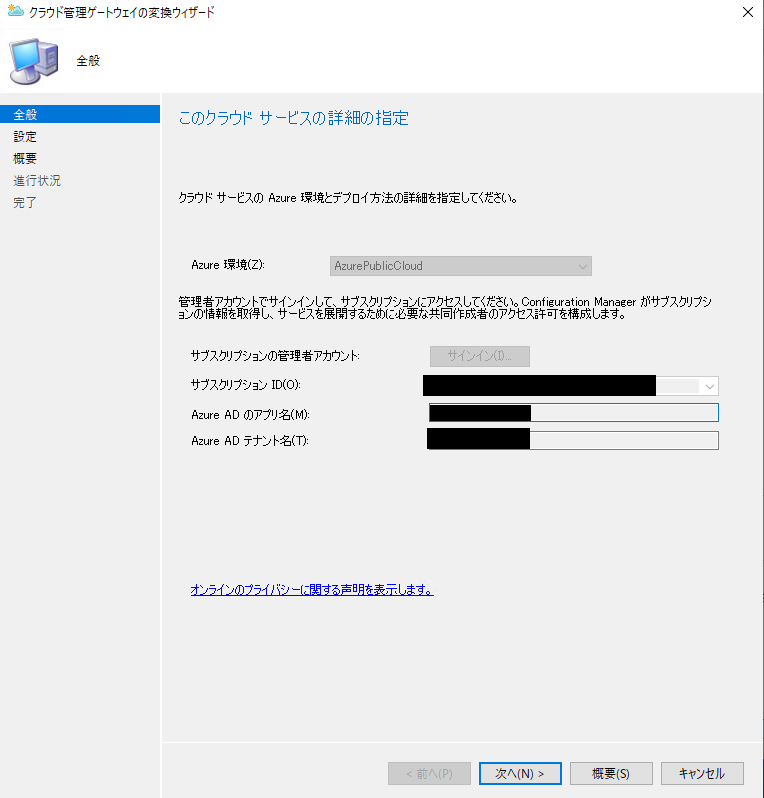 クラウド管理ゲートウェイの変換ウィザード
全般
全般
設定
概要
進行状況
完了
このクラウド サービスの詳細の指定
クラウド サービスの Azure 環境とデプロイ方法の詳細を指定してください。
Azure 環境(Z):
AzurePublicCloud
管理者アカウントでサインインして、サブスクリプションにアクセスしてください。Configuration Manager がサブスクリプシ
ョンの情報を取得し、サービスを展開するために必要な共同作成者のアクセス許可を構成します。
サブスクリプションの管理者アカウント:
サインイン(I)...
サブスクリプション ID(O):
Azure AD のアプリ名(M):
Azure AD テナント名(T):
オンラインのプライバシーに関する声明を表示します。
< 前へ(P)
次へ(N) >
概要(S)
キャンセル